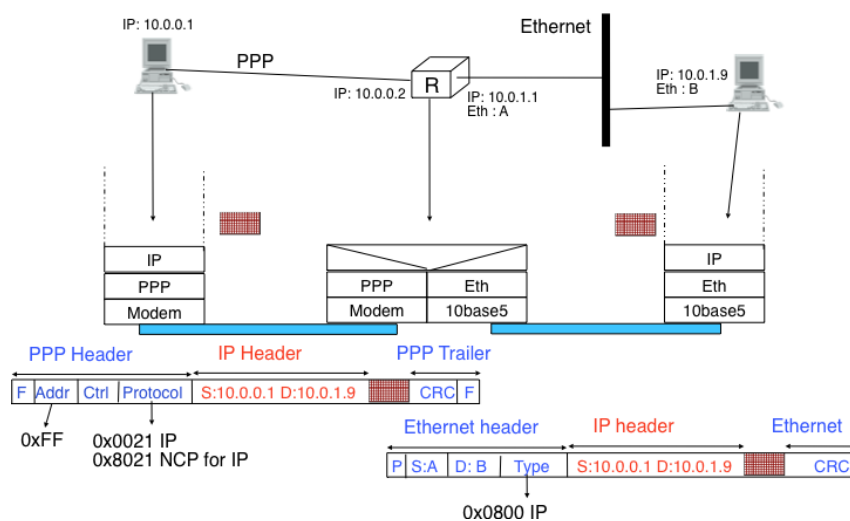 IP: 10.0.0.1
Ethernet
PPP
R
IP: 10.0.0.2
IP: 10.0.1.1
Eth : A
IP: 10.0.1.9
Eth : B
IP
PPP
Modem
PPP
Eth
Modem
10base5
IP
Eth
10base5
PPP Header
IP Header
PPP Trailer
F Addr Ctrl Protocol S:10.0.0.1 D:10.0.1.9 CRC F
0xFF
0x0021 IP
0x8021 NCP for IP
Ethernet header
IP header
Ethernet
P S:A D: B Type S:10.0.0.1 D:10.0.1.9 CRC
0x0800 IP